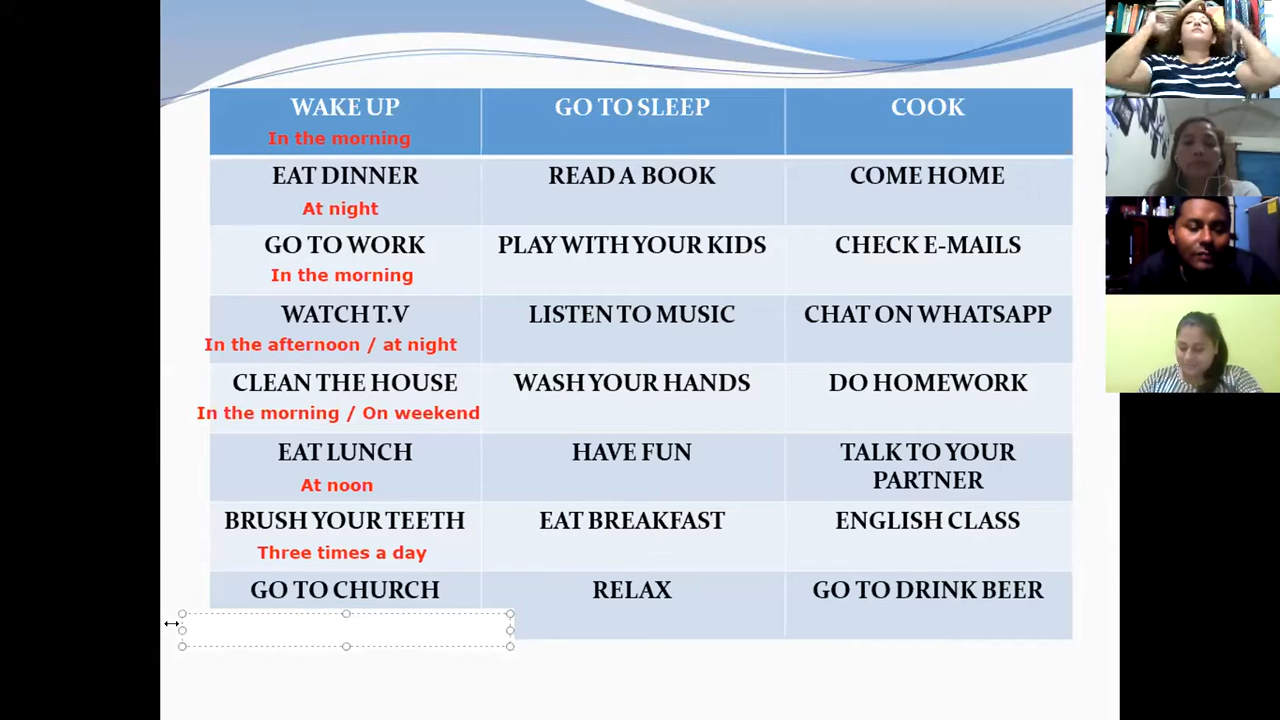 WAKE UP GO TO SLEEP COOK
In the morning
EAT DINNER READ A BOOK COME HOME
At night
GO TO WORK PLAY WITH YOUR KIDS CHECK E-MAILS
In the morning
WATCH T.V LISTEN TO MUSIC CHAT ON WHATSAPP
In the afternoon / at night
CLEAN THE HOUSE WASH YOUR HANDS DO HOMEWORK
In the morning / On weekend
EAT LUNCH HAVE FUN TALK TO YOUR
PARTNER
At noon
BRUSH YOUR TEETH EAT BREAKFAST ENGLISH CLASS
Three times a day
GO TO CHURCH RELAX GO TO DRINK BEER